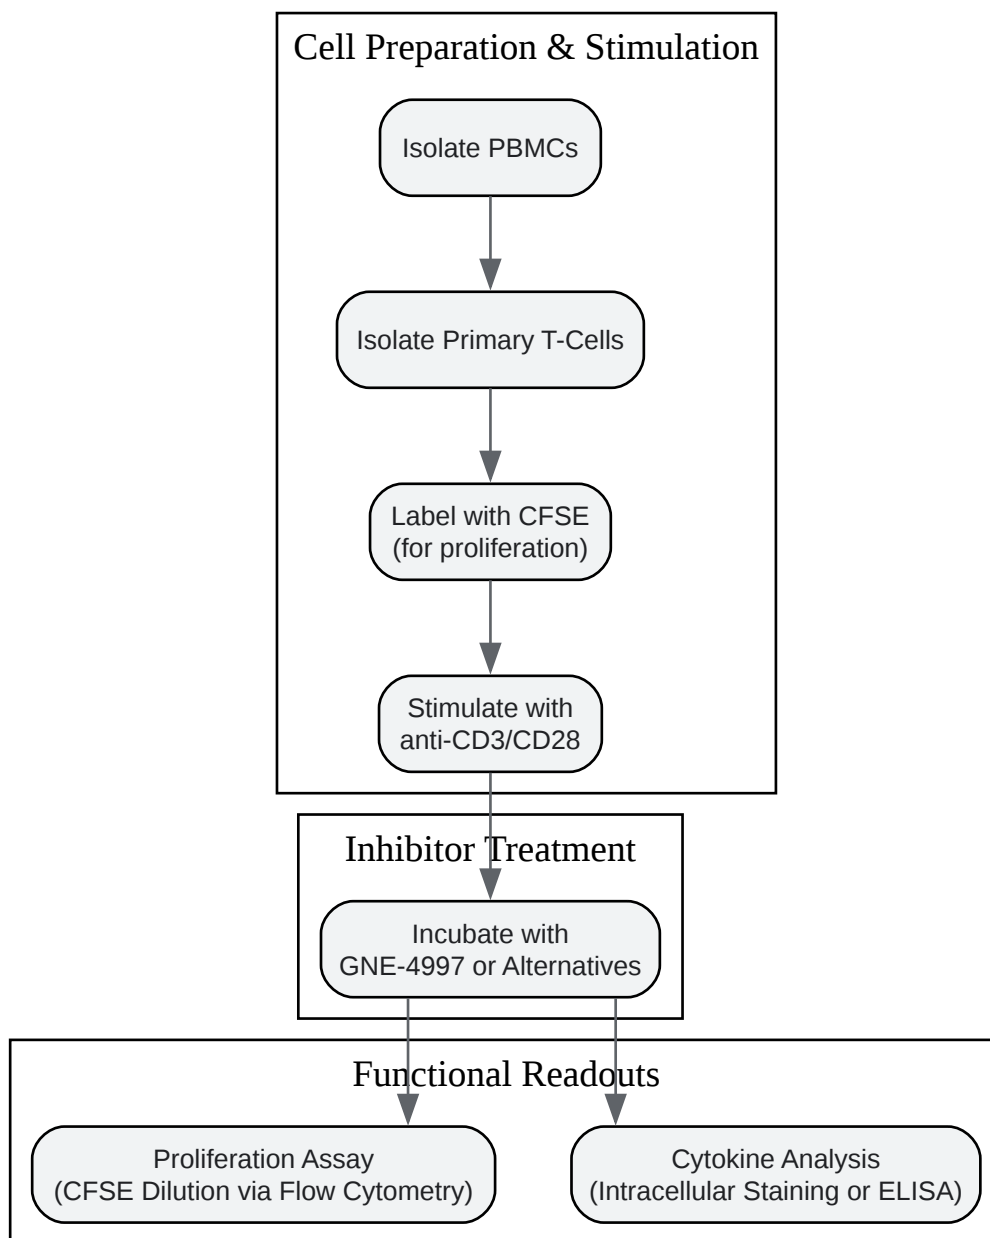 Cell Preparation & Stimulation
Isolate PBMCs
Isolate Primary T-Cells
Label with CFSE
(for proliferation)
Stimulate with
anti-CD3/CD28
Inhibitor Treatment
Incubate with
GNE-4997 or Alternatives
Functional Readouts
Proliferation Assay
(CFSE Dilution via Flow Cytometry)
Cytokine Analysis
(Intracellular Staining or ELISA)